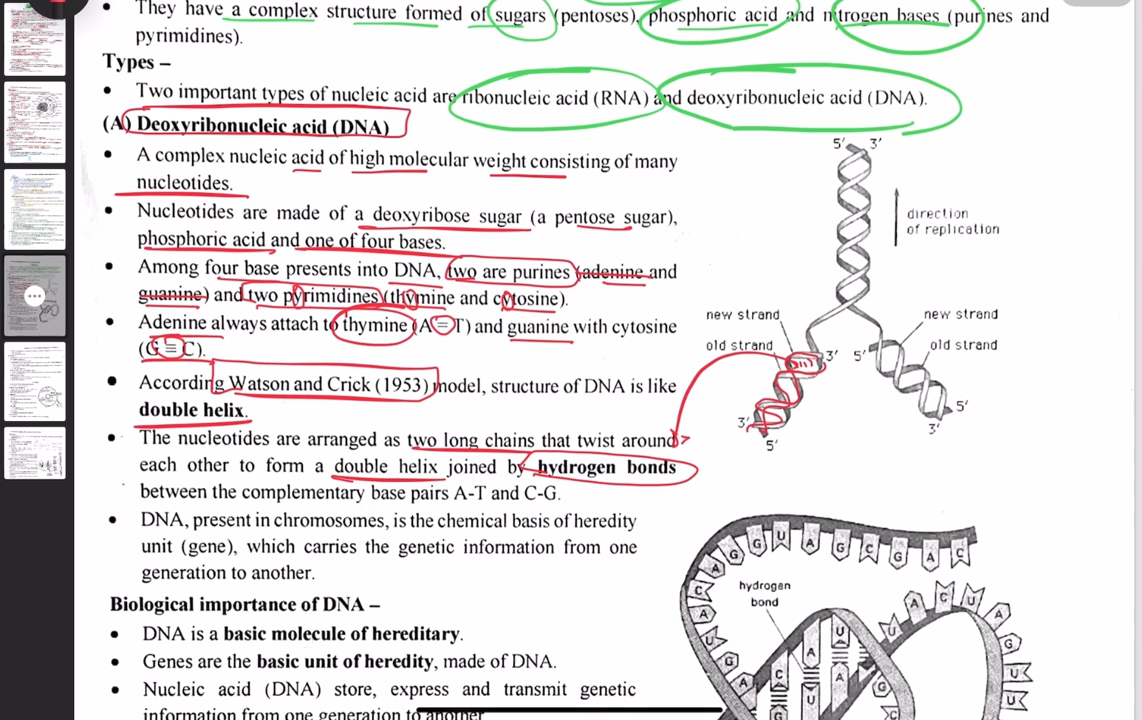 • They have a complex structure formed of sugars (pentoses), phosphoric acid and nitrogen bases (purines and
pyrimidines).
Types –
• Two important types of nucleic acid are ribonucleic acid (RNA) and deoxyribonucleic acid (DNA).
(A) Deoxyribonucleic acid (DNA)
• A complex nucleic acid of high molecular weight consisting of many
nucleotides.
• Nucleotides are made of a deoxyribose sugar (a pentose sugar),
phosphoric acid and one of four bases.
• Among four base presents into DNA, two are purines (adenine and
guanine) and two pyrimidines (thymine and cytosine).
• Adenine always attach to thymine (A=T) and guanine with cytosine
(G≡C).
• According Watson and Crick (1953) model, structure of DNA is like
double helix.
• The nucleotides are arranged as two long chains that twist around
each other to form a double helix joined by hydrogen bonds
between the complementary base pairs A-T and C-G.
• DNA, present in chromosomes, is the chemical basis of heredity
unit (gene), which carries the genetic information from one
generation to another.
Biological importance of DNA –
• DNA is a basic molecule of hereditary.
• Genes are the basic unit of heredity, made of DNA.
• Nucleic acid (DNA) store, express and transmit genetic
information from one generation to another
5' 3'
direction
of replication
new strand
old strand
new strand
old strand
3' 5'
3'
5'
5'
3'
hydrogen
bond
C A G G U A G C G A C
A U G A
U A C U A G U U
C A U
G U A G C